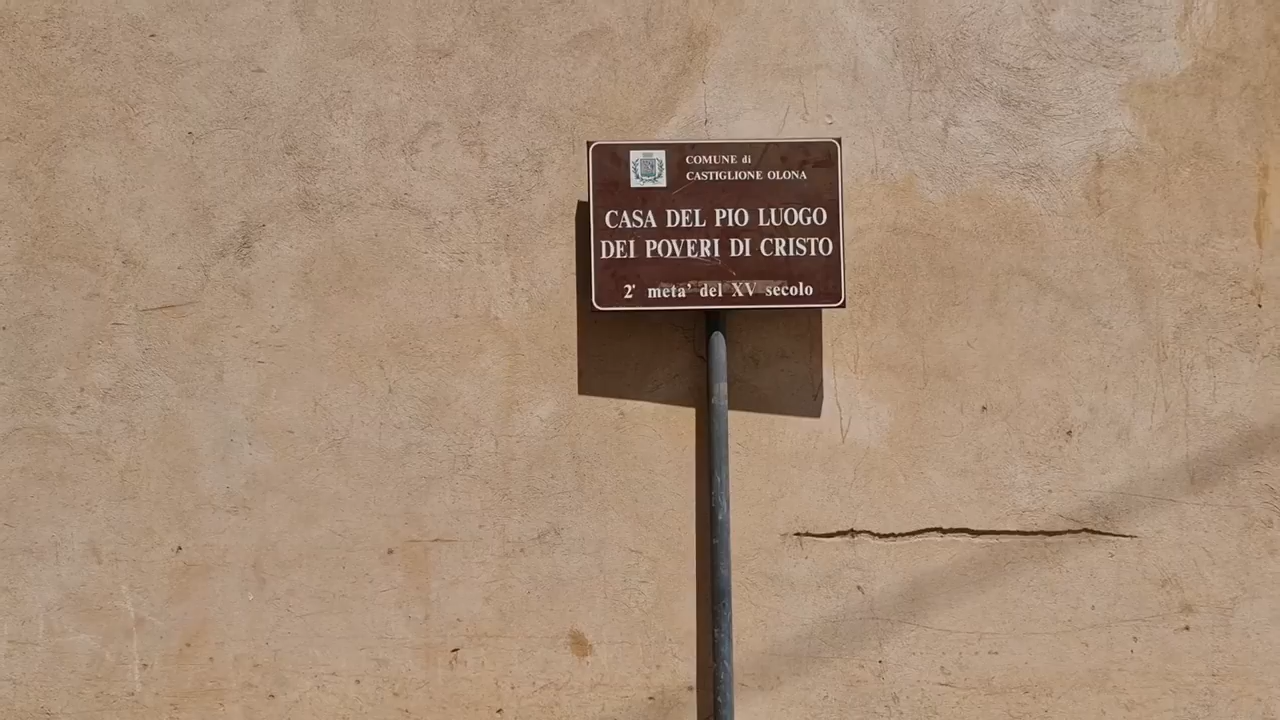 COMUNE di
CASTIGLIONE OLONA
CASA DEL PIO LUOGO
DEI POVERI DI CRISTO
2' meta' del XV secolo